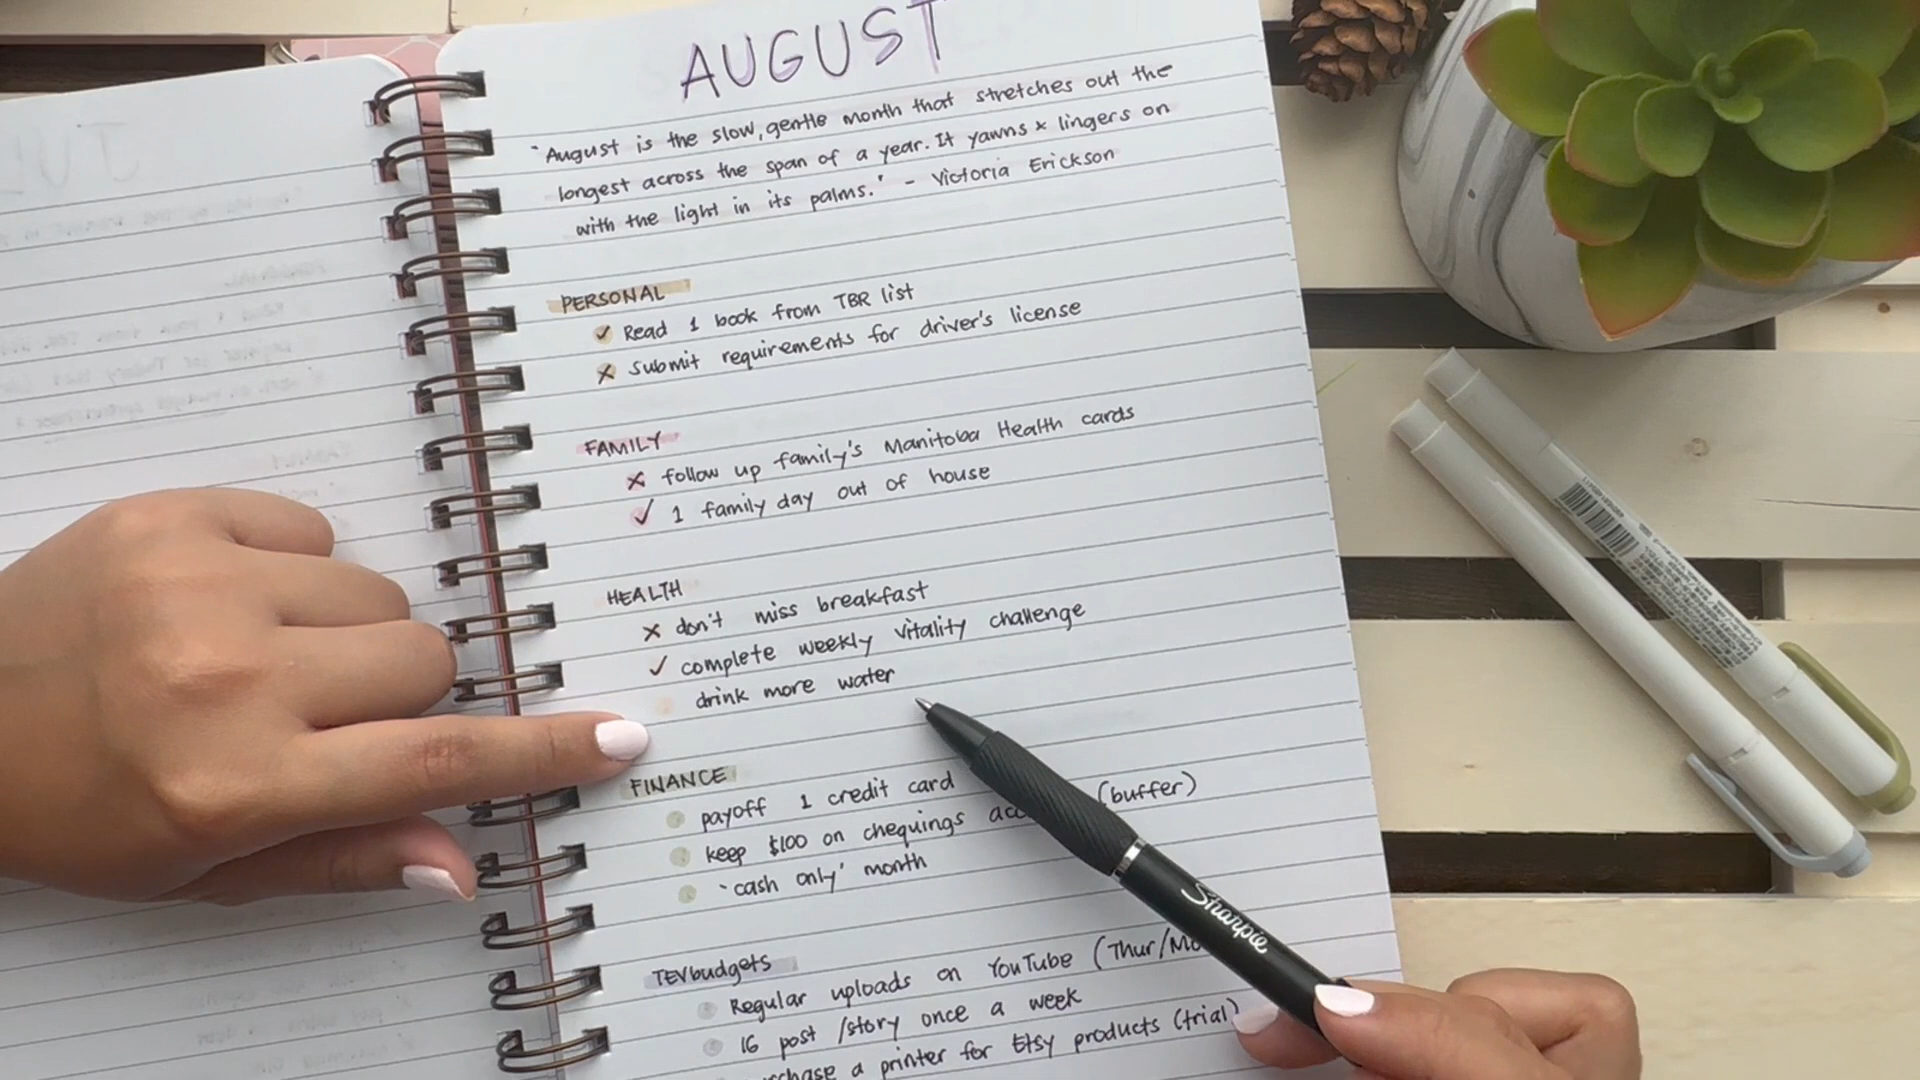 AUGUST
"August is the slow, gentle month that stretches out the
longest across the span of a year. It yawns & lingers on
with the light in its palms." - Victoria Erickson
PERSONAL
✓ Read 1 book from TBR list
✗ Submit requirements for driver's license
FAMILY
✗ follow up family's Manitoba Health cards
✓ 1 family day out of house
HEALTH
✗ don't miss breakfast
✓ complete weekly vitality challenge
drink more water
FINANCE
payoff 1 credit card
keep $100 on chequings (buffer)
"cash only" month
TEVbudgets
Regular uploads on YouTube (Thur/
IG post /story once a week
a printer for Etsy products (trial)
Sharpie